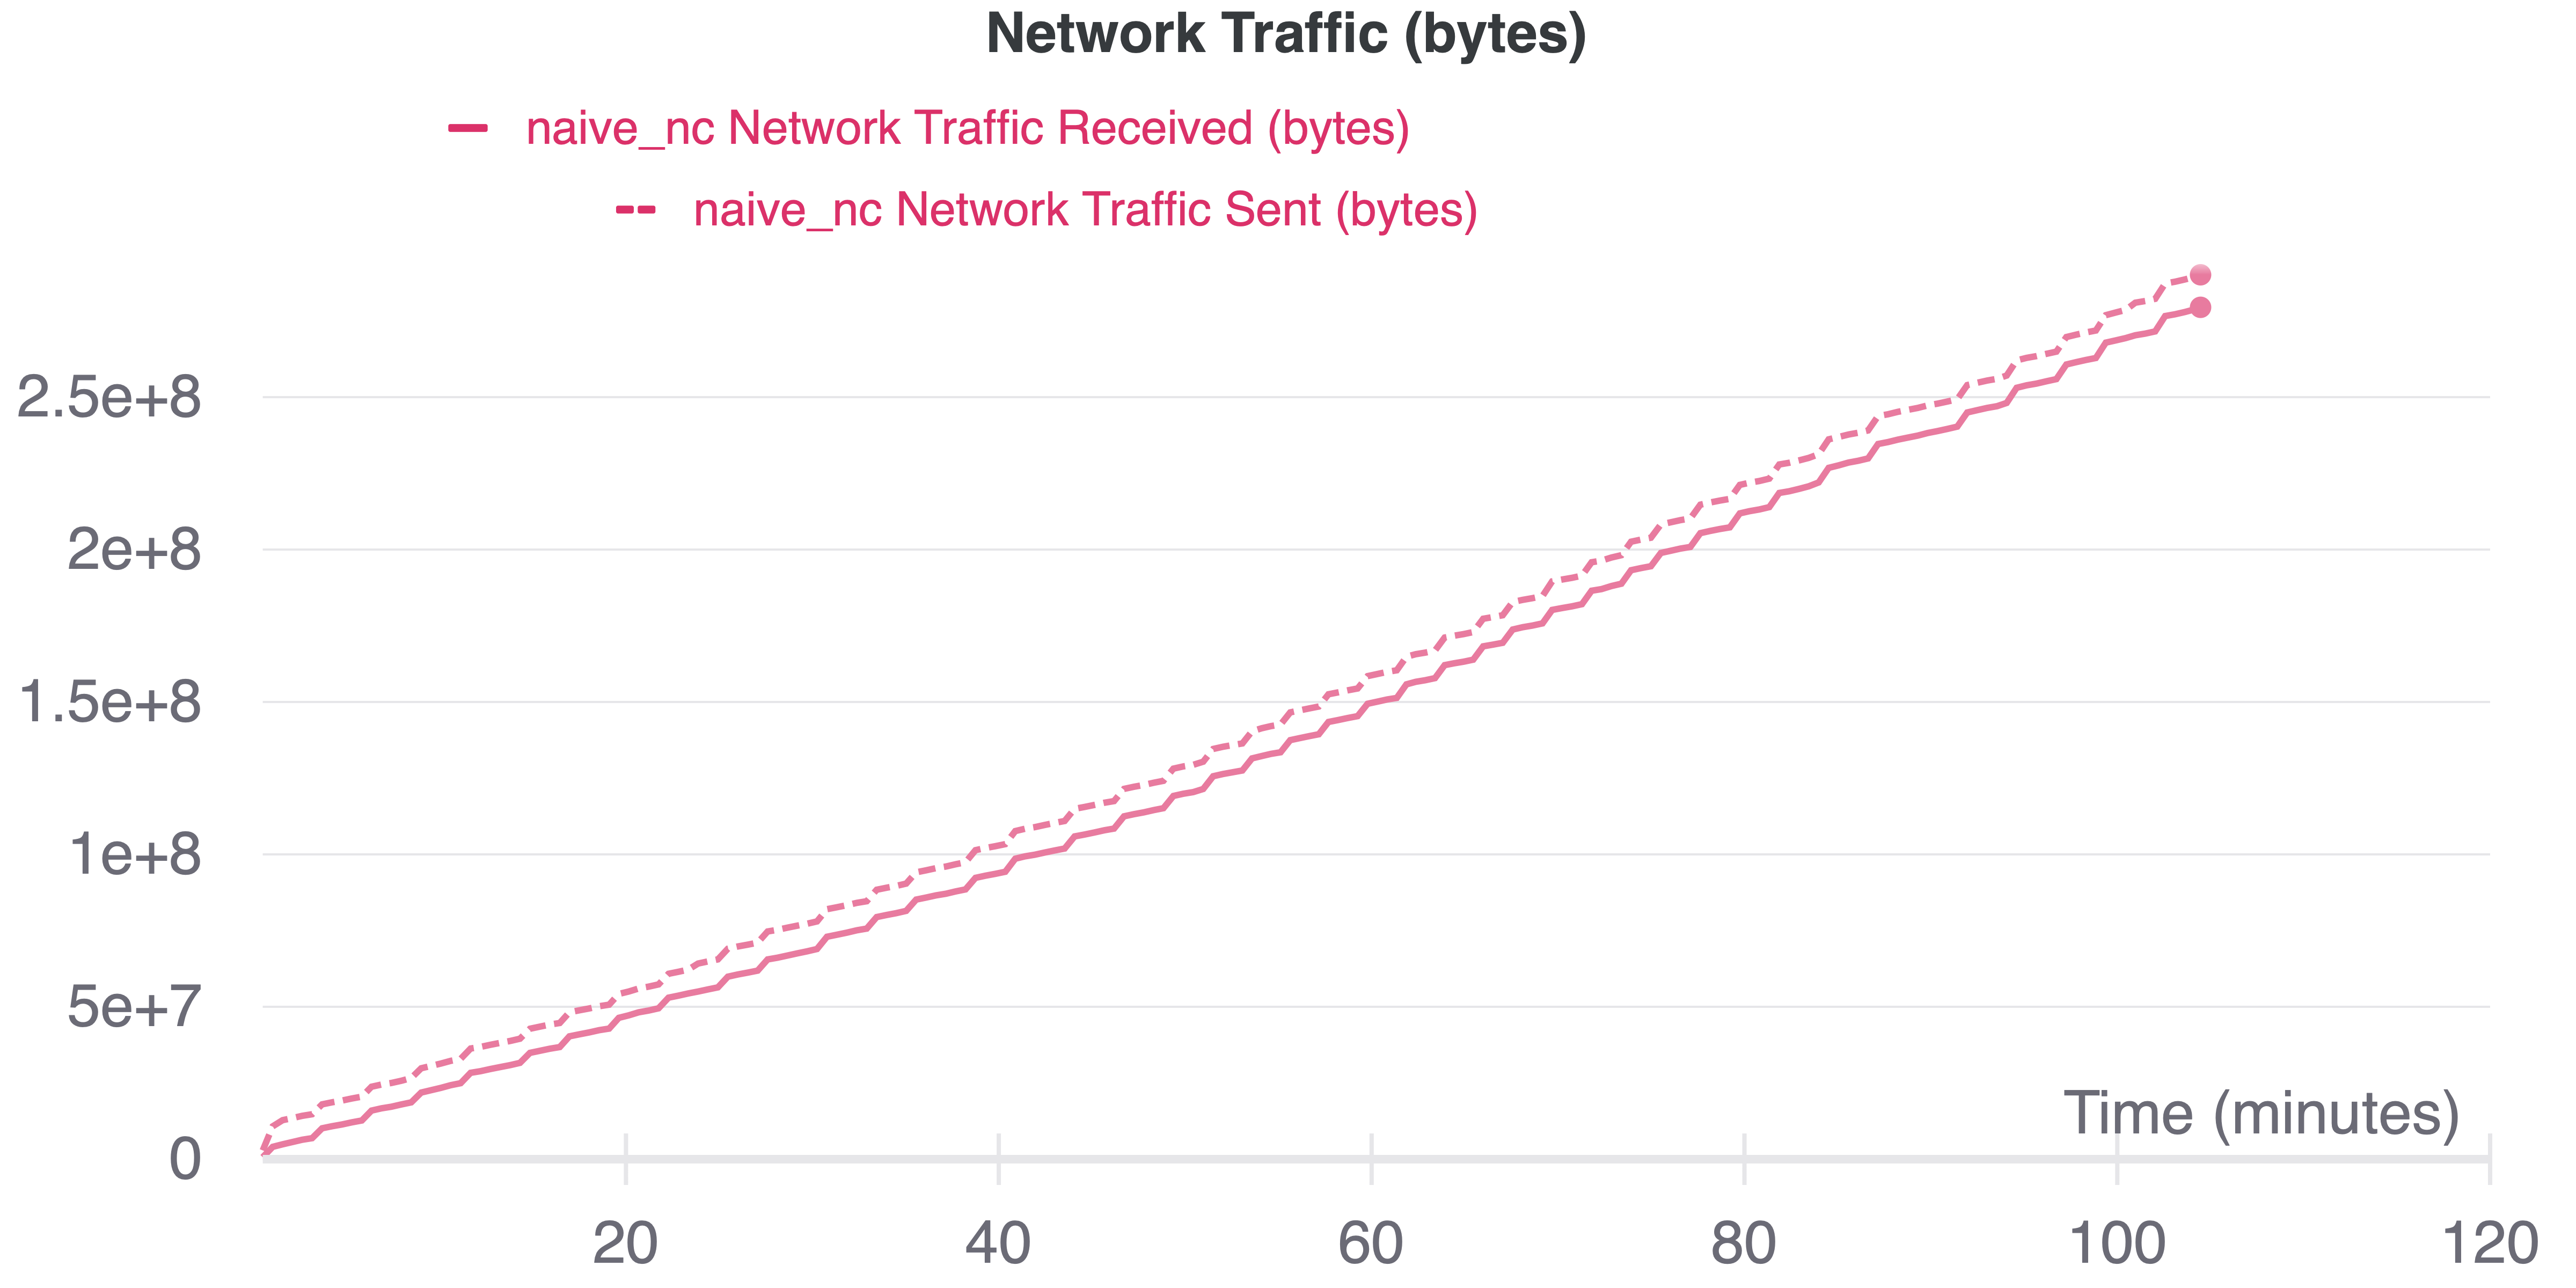 Network Traffic (bytes)
naive_nc Network Traffic Received (bytes)
naive_nc Network Traffic Sent (bytes)
2.5e+8
2e+8
1.5e+8
1e+8
5e+7
0
Time (minutes)
20 40 60 80 100 120